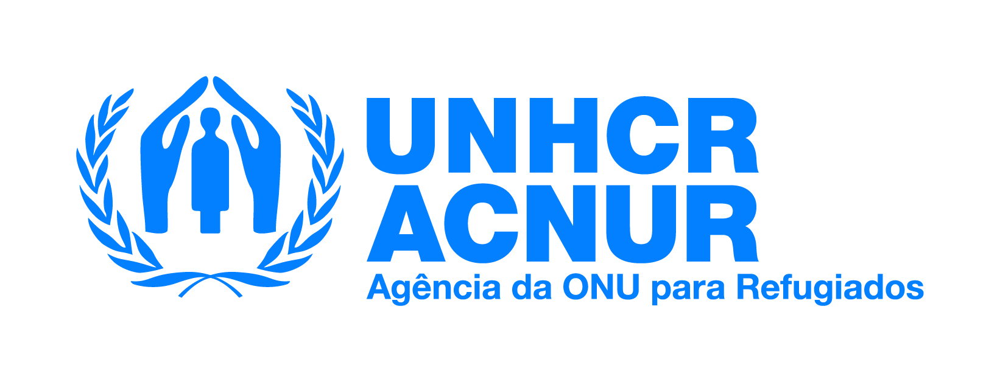 UNHCR
ACNUR
Agência da ONU para Refugiados